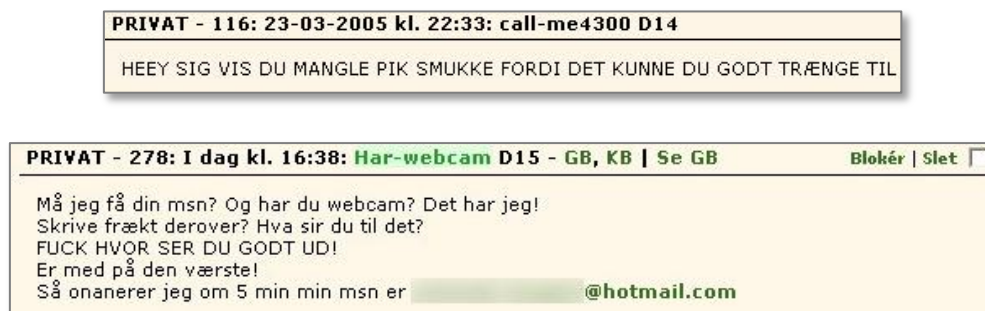 PRIVAT - 116: 23-03-2005 kl. 22:33: call-me4300 D14
HEEY SIG VIS DU MANGLE PIK SMUKKE FORDI DET KUNNE DU GODT TRÆNGE TIL
PRIVAT - 278: I dag kl. 16:38: Har-webcam D15 - GB, KB | Se GB Blokér | Slet
Må jeg få din msn? Og har du webcam? Det har jeg!
Skrive frækt derover? Hva sir du til det?
FUCK HVOR SER DU GODT UD!
Er med på den værste!
Så onanerer jeg om 5 min min msn er @hotmail.com